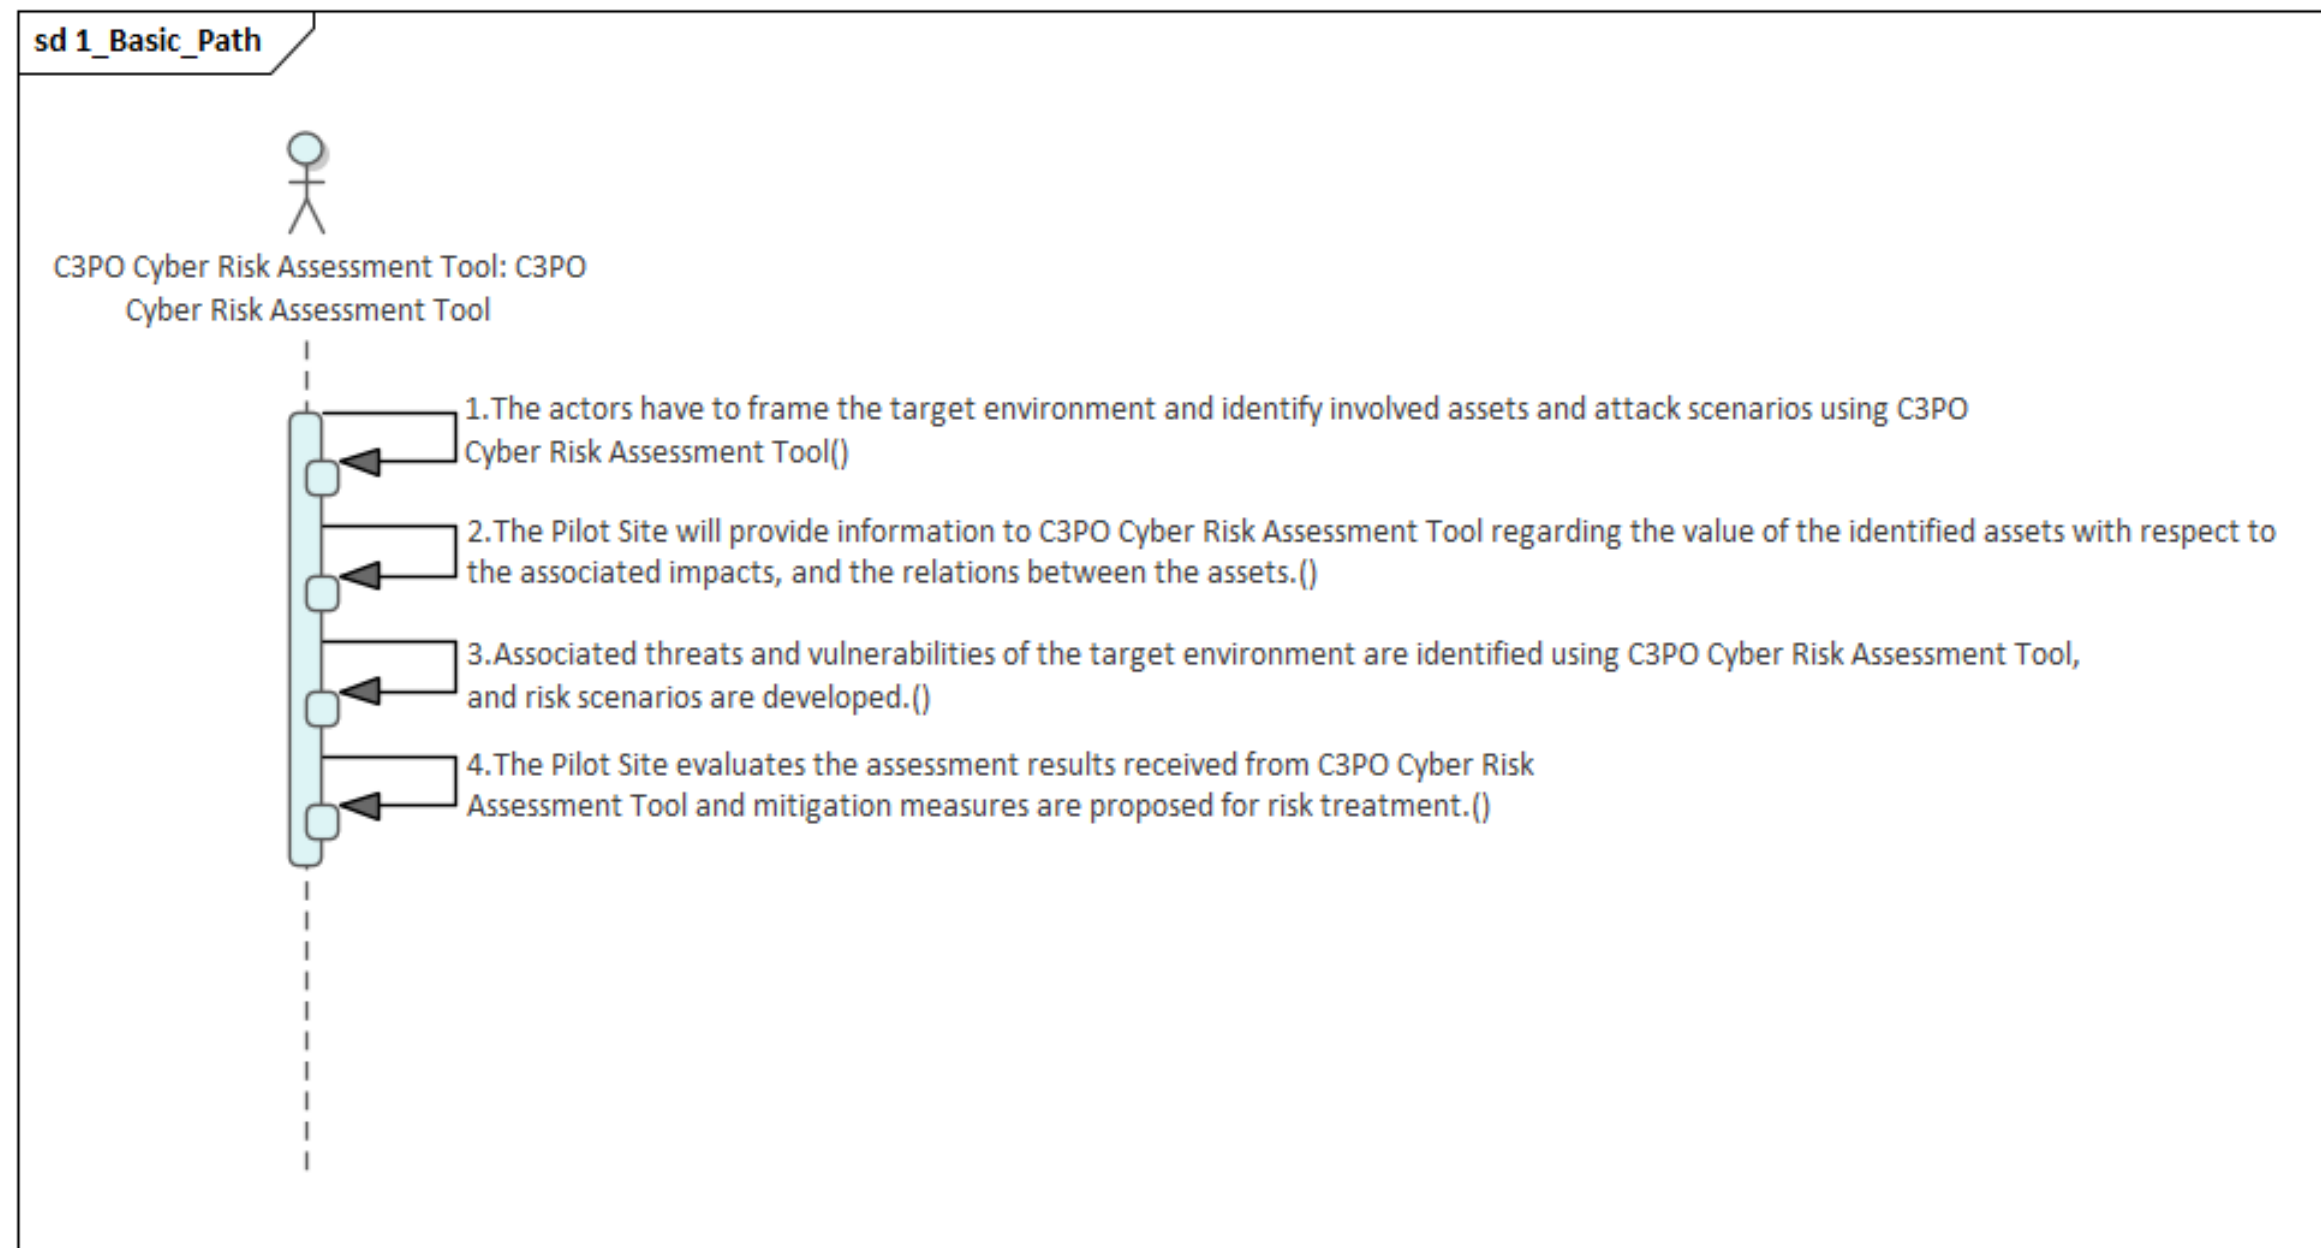 sd 1_Basic_Path
C3PO Cyber Risk Assessment Tool: C3PO
Cyber Risk Assessment Tool
1.The actors have to frame the target environment and identify involved assets and attack scenarios using C3PO
Cyber Risk Assessment Tool()
2.The Pilot Site will provide information to C3PO Cyber Risk Assessment Tool regarding the value of the identified assets with respect to
the associated impacts, and the relations between the assets.()
3.Associated threats and vulnerabilities of the target environment are identified using C3PO Cyber Risk Assessment Tool,
and risk scenarios are developed.()
4.The Pilot Site evaluates the assessment results received from C3PO Cyber Risk
Assessment Tool and mitigation measures are proposed for risk treatment.()